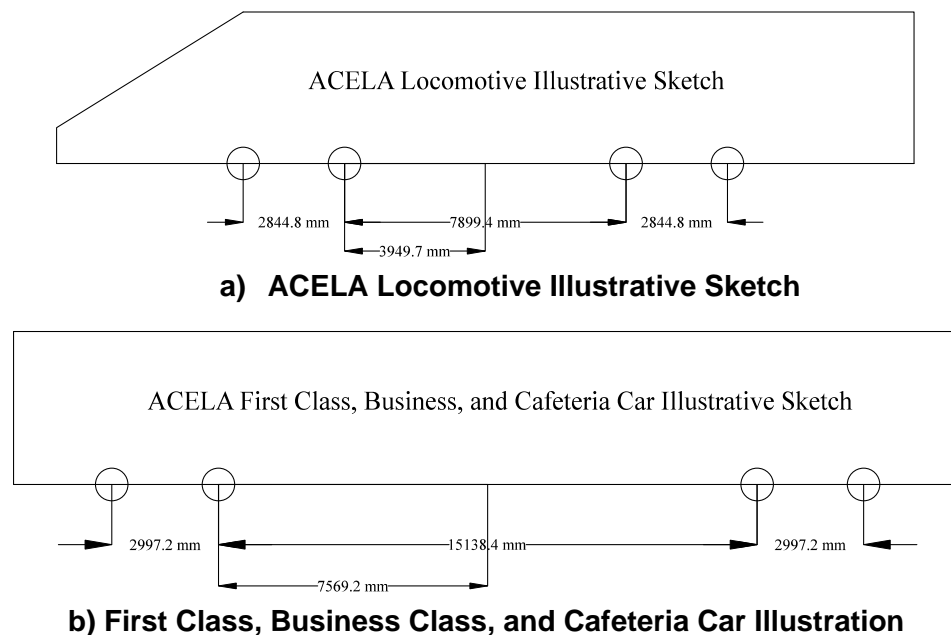 ACELA Locomotive Illustrative Sketch
2844.8 mm 7899.4 mm 2844.8 mm
3949.7 mm
a) ACELA Locomotive Illustrative Sketch
ACELA First Class, Business, and Cafeteria Car Illustrative Sketch
2997.2 mm 15138.4 mm 2997.2 mm
7569.2 mm
b) First Class, Business Class, and Cafeteria Car Illustration